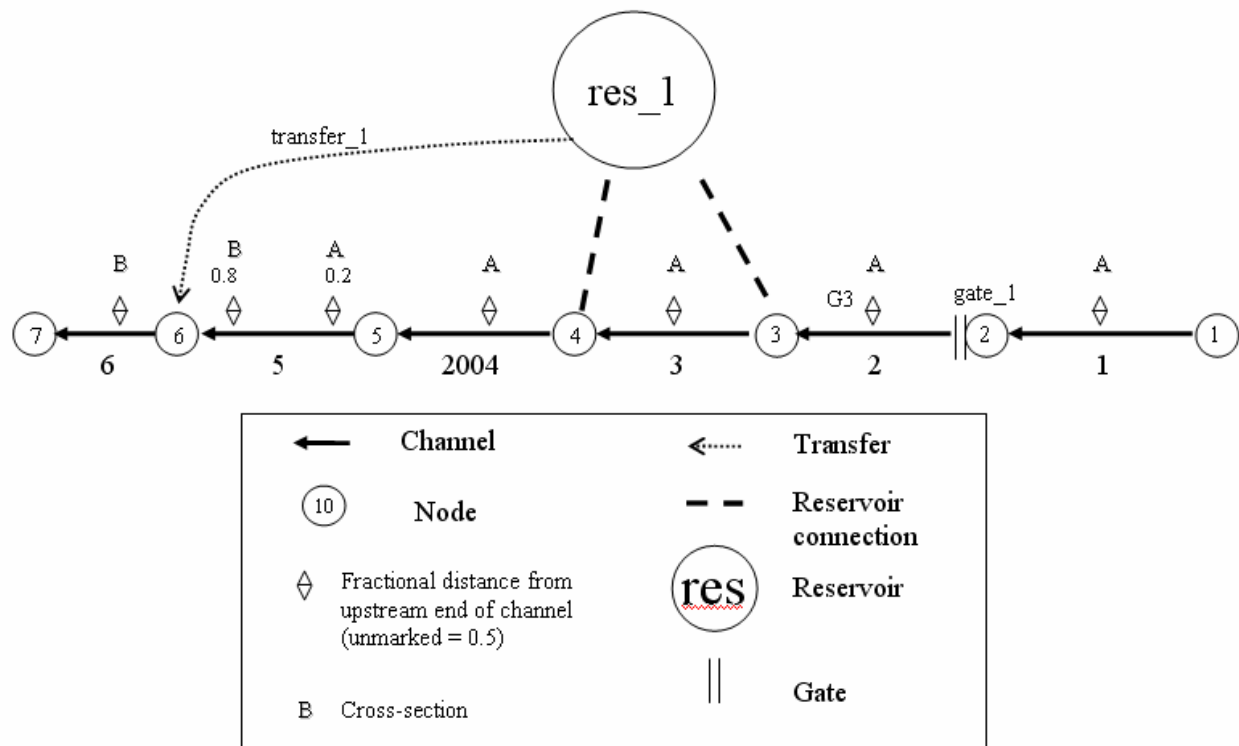 res_1
transfer_1
B
B
A
A
A
A
A
0.8
0.2
G3
gate_1
7
6
5
4
3
2
1
6
5
2004
3
2
1
Channel
Transfer
10
Node
Reservoir
connection
Fractional distance from
upstream end of channel
(unmarked = 0.5)
res
Reservoir
B
Cross-section
Gate